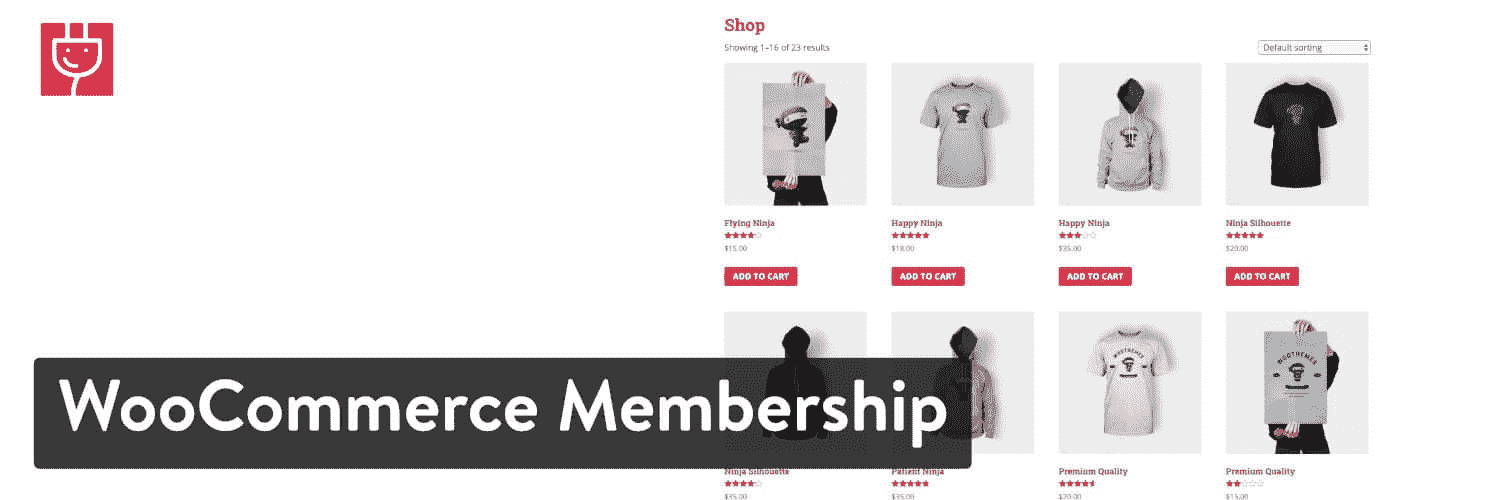 Shop
Showing 1–16 of 23 results
Default sorting
Flying Ninja
Happy Ninja
Happy Ninja
Ninja Silhouette
$15.00
$18.00
$35.00
$20.00
ADD TO CART
ADD TO CART
ADD TO CART
ADD TO CART
WOOTHEMES
WOOTHEMES
WooCommerce Membership
Ninja Silhouette
Patient Ninja
Premium Quality
Premium Quality
$35.00
$35.00
$20.00
$15.00